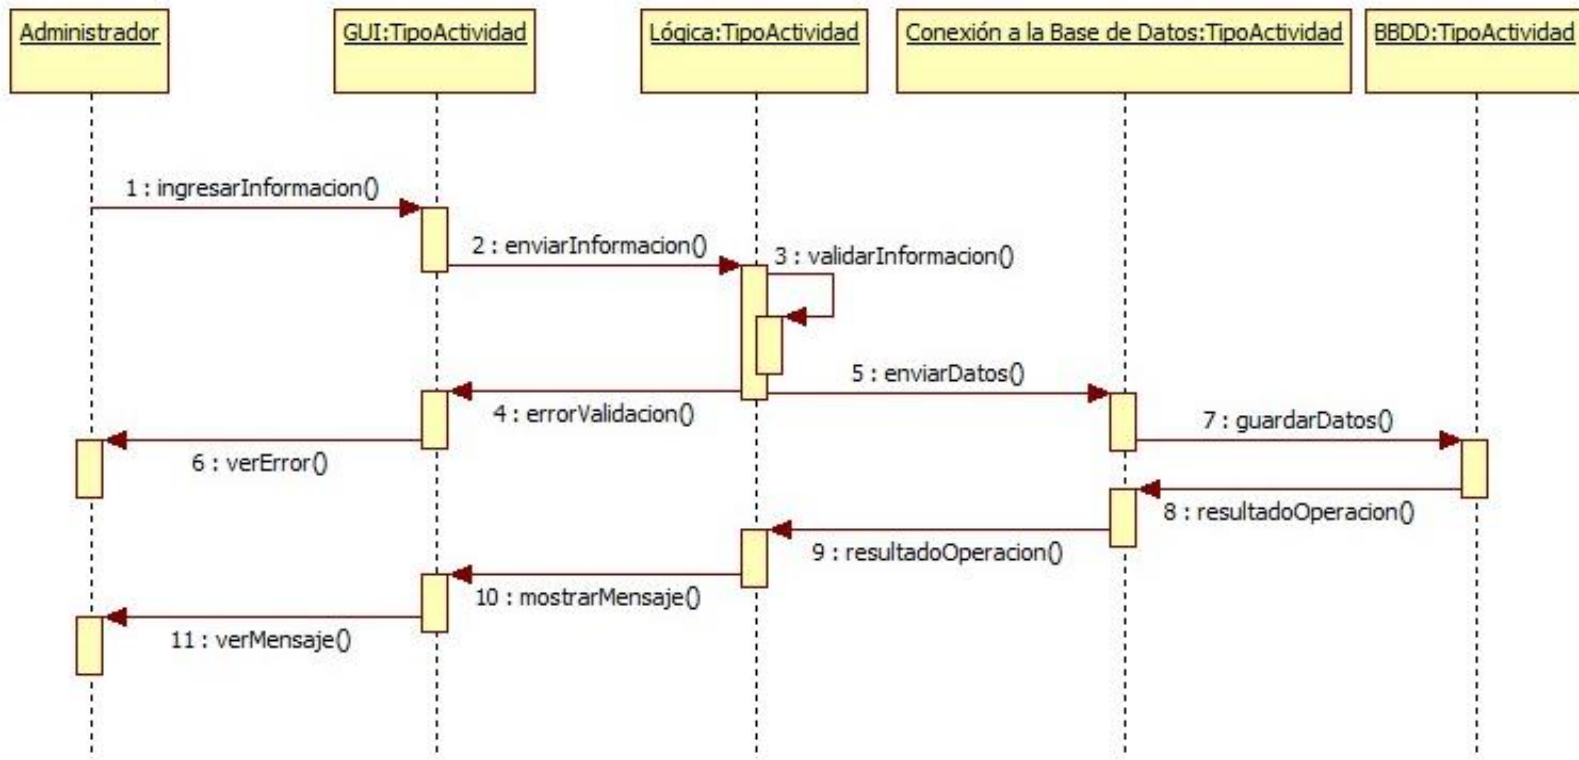 Administrador
GUI:TipoActividad
Lógica:TipoActividad
Conexión a la Base de Datos:TipoActividad
BBDD:TipoActividad
1 : ingresarInformacion()
2 : enviarInformacion()
3 : validarInformacion()
5 : enviarDatos()
4 : errorValidacion()
7 : guardarDatos()
6 : verError()
8 : resultadoOperacion()
9 : resultadoOperacion()
10 : mostrarMensaje()
11 : verMensaje()